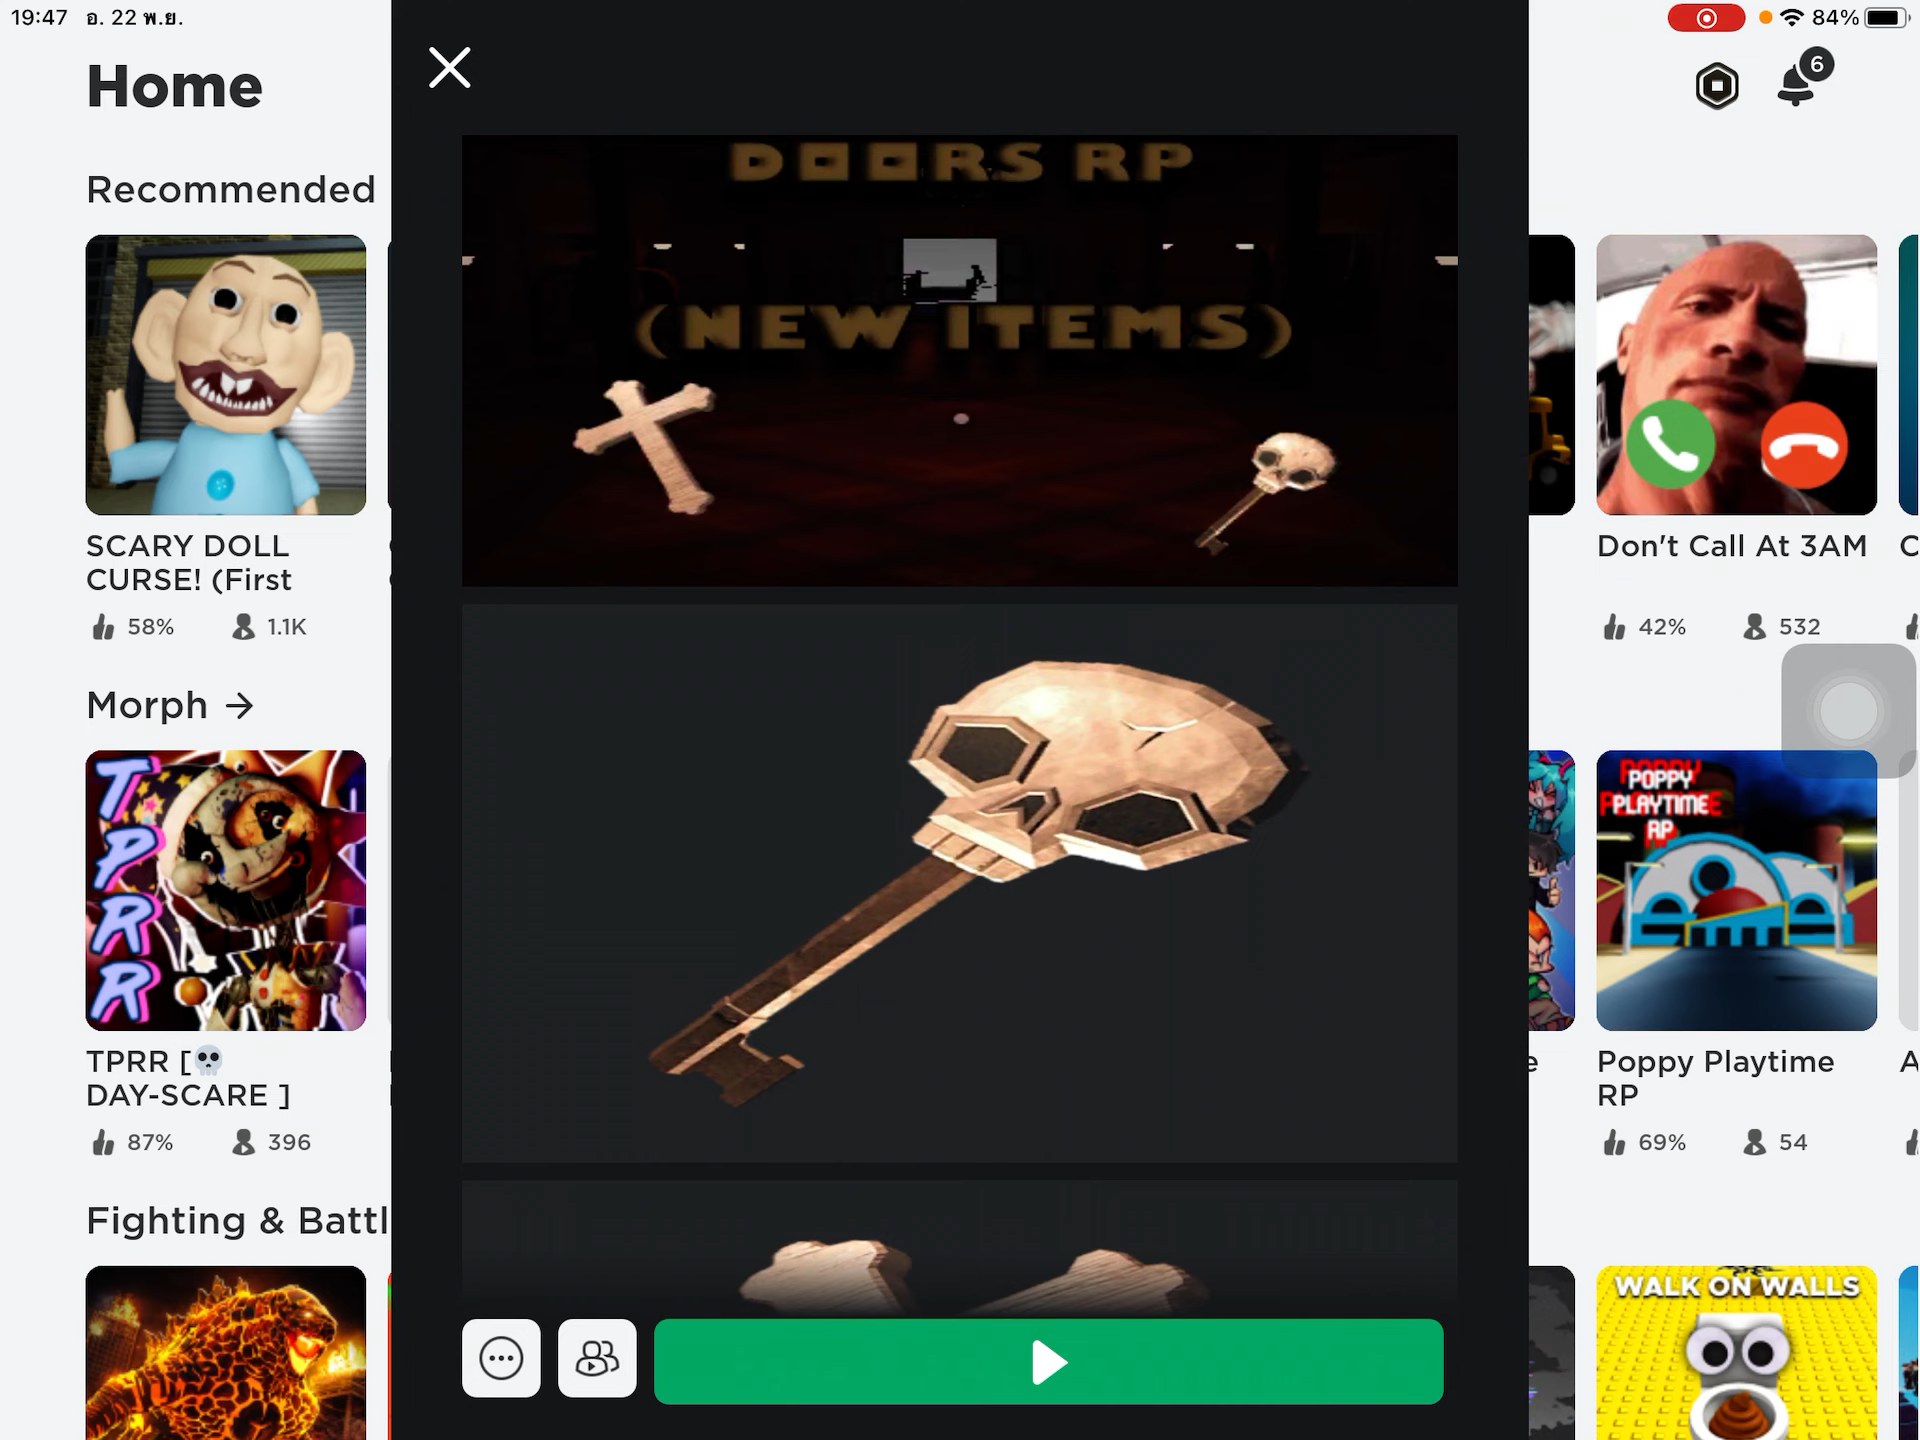 19:47 อ. 22 พ.ย.
84%
Home
6
Recommended
DOORS RP
(NEW ITEMS)
SCARY DOLL
CURSE! (First
58% 1.1K
Don't Call At 3AM
42% 532
Morph →
TPRR
POPPY
PLAYTIME
RP
TPRR [💀
DAY-SCARE ]
87% 396
Poppy Playtime
RP
69% 54
Fighting & Battl
WALK ON WALLS